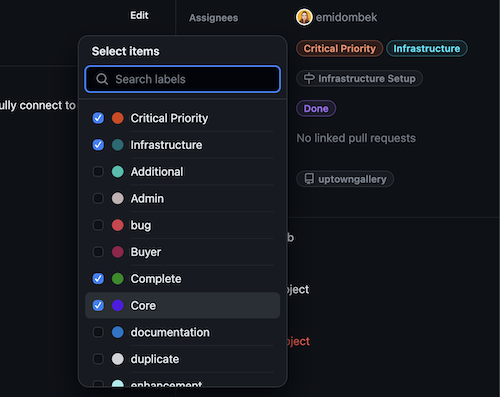 Edit
Assignees
emidombek
Select items
Critical Priority
Infrastructure
Search labels
Infrastructure Setup
ully connect to
Done
Critical Priority
No linked pull requests
Infrastructure
Additional
uptowngallery
Admin
bug
b
Buyer
Complete
oject
Core
documentation
oject
duplicate
enhancement